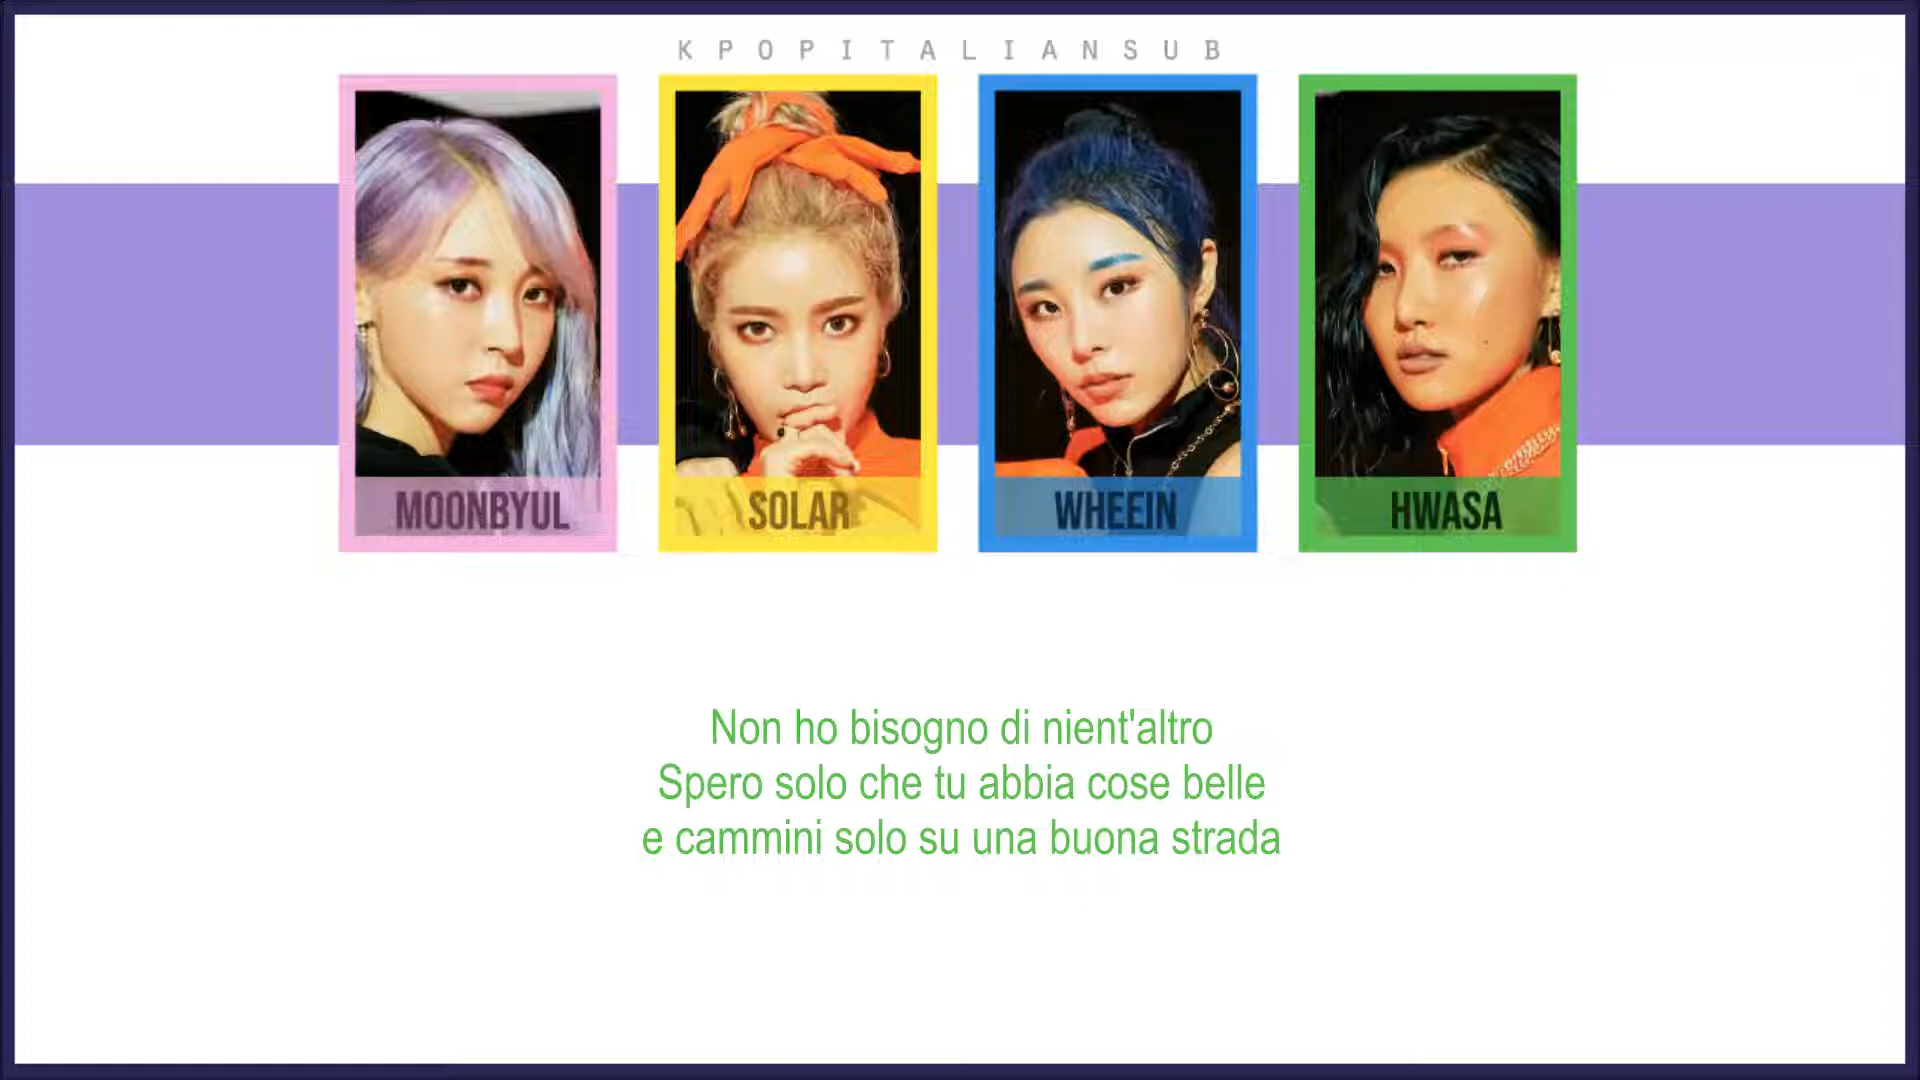 KPOPITALIANSUB
MOONBYUL
SOLAR
WHEEIN
HWASA
Non ho bisogno di nient'altro
Spero solo che tu abbia cose belle
e cammini solo su una buona strada